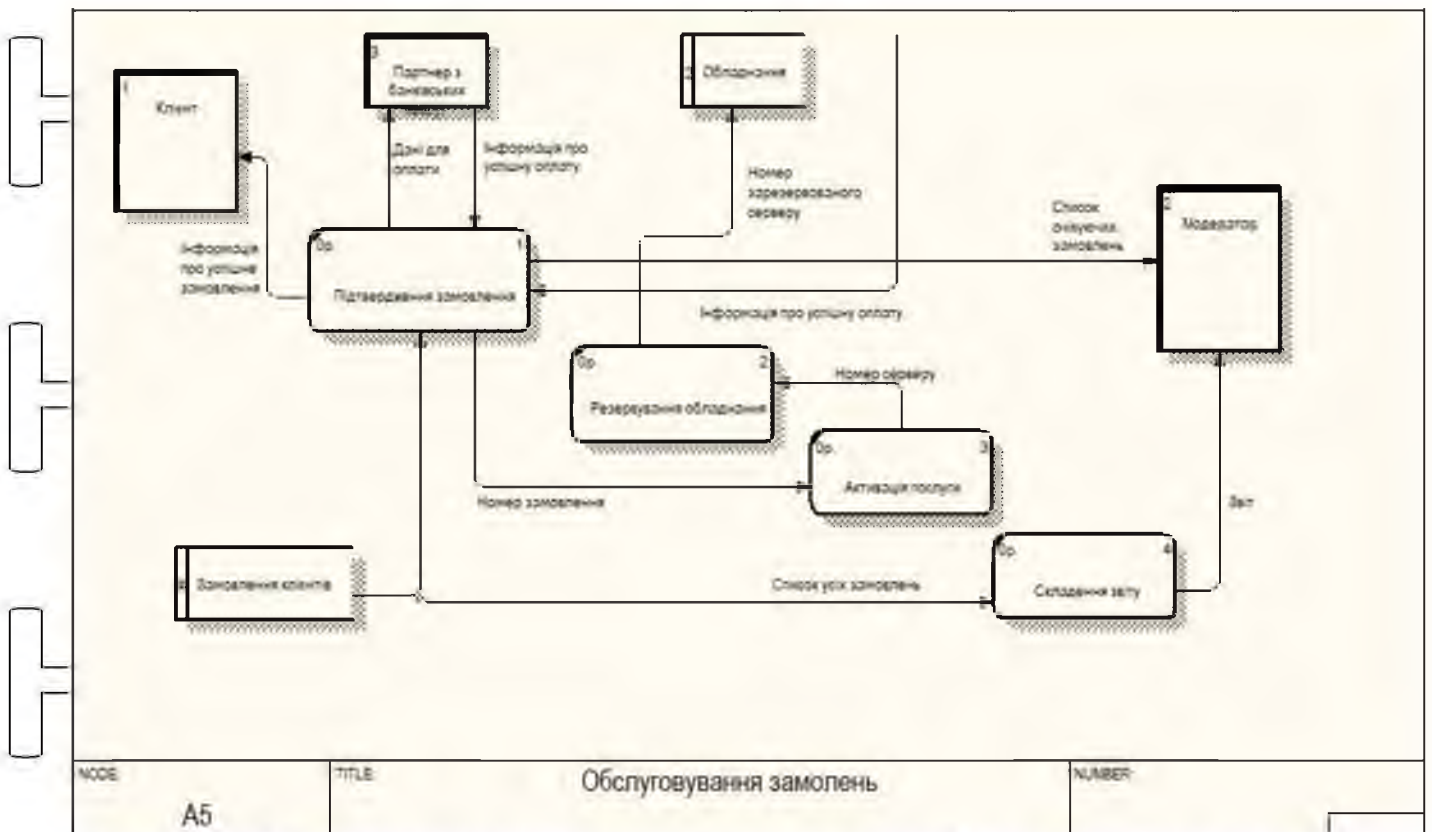 3
Партнер з
банківських
Обладнання
1
Клієнт
Дані для
оплати
Інформація про
успішну оплату
Номер
зарезервованого
серверу
2
Модератор
Список
очікуючих
замовлень
Інформація
про успішне
замовлення
0р.
1
Підтвердження замовлення
Інформація про успішну оплату
0р.
2
Резервування обладнання
Номер серверу
0р.
3
Активація послуги
Номер замовлення
Звіт
0р.
4
Складення звіту
Замовлення клієнтів
Список усіх замовлень
NODE:
TITLE:
Обслуговування замолень
NUMBER:
A5